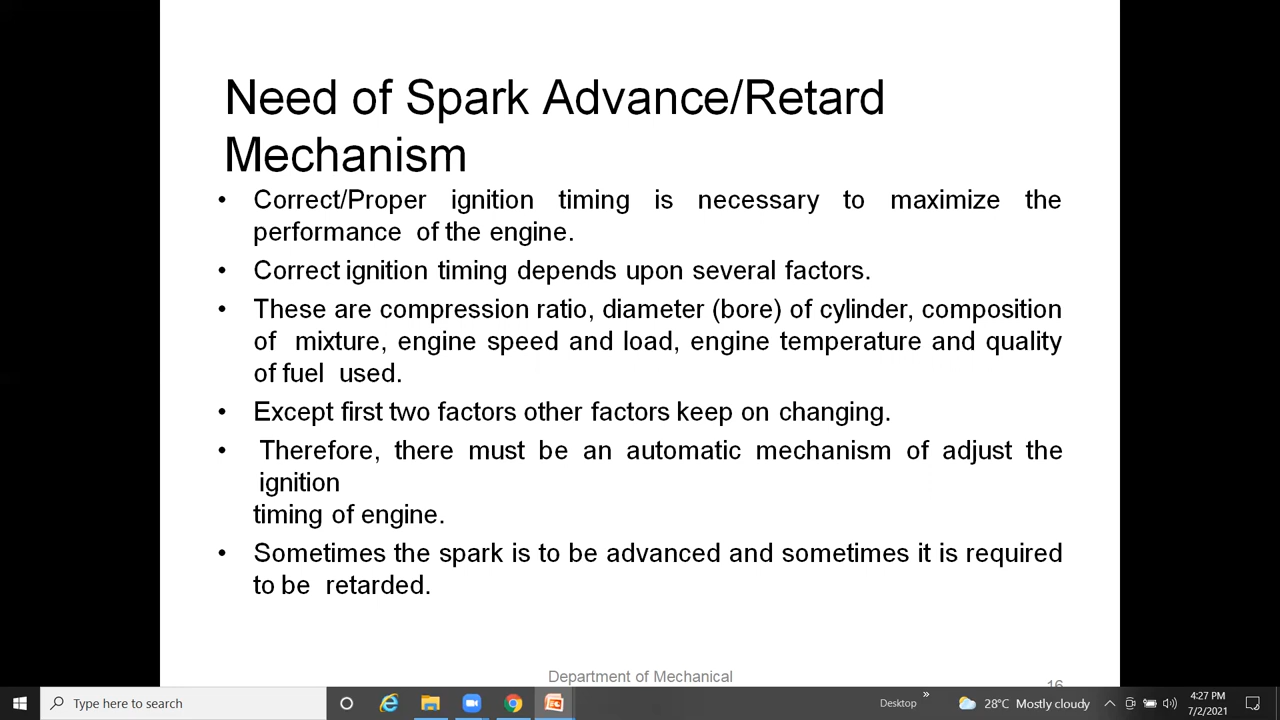 Need of Spark Advance/Retard
Mechanism
• Correct/Proper ignition timing is necessary to maximize the
performance of the engine.
• Correct ignition timing depends upon several factors.
• These are compression ratio, diameter (bore) of cylinder, composition
of mixture, engine speed and load, engine temperature and quality
of fuel used.
• Except first two factors other factors keep on changing.
• Therefore, there must be an automatic mechanism of adjust the
ignition
timing of engine.
• Sometimes the spark is to be advanced and sometimes it is required
to be retarded.
Department of Mechanical
16
Type here to search
Desktop
28°C Mostly cloudy
4:27 PM
7/2/2021